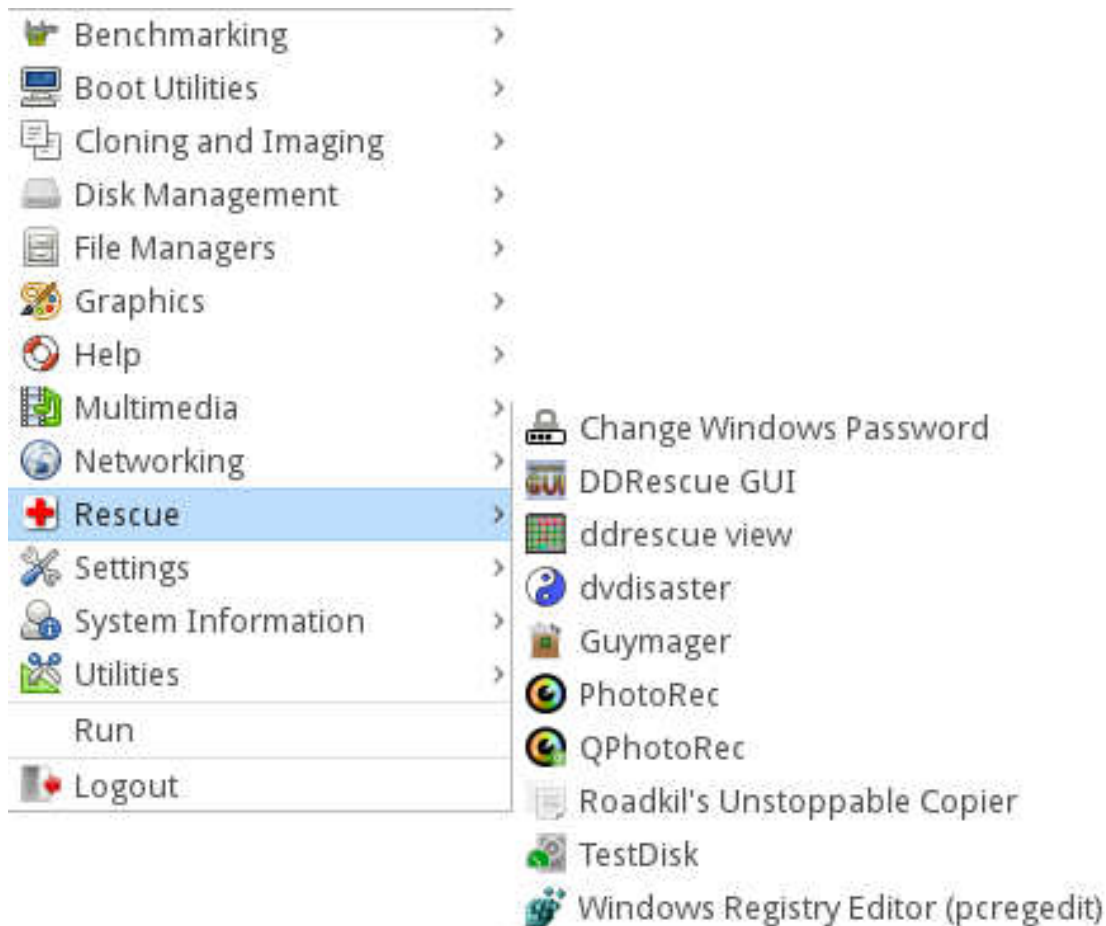 Benchmarking
Boot Utilities
Cloning and Imaging
Disk Management
File Managers
Graphics
Help
Multimedia
Networking
Rescue
Settings
System Information
Utilities
Run
Logout
Change Windows Password
DDRescue GUI
ddrescue view
dvdisaster
Guymager
PhotoRec
QPhotoRec
Roadkil's Unstoppable Copier
TestDisk
Windows Registry Editor (pcregedit)